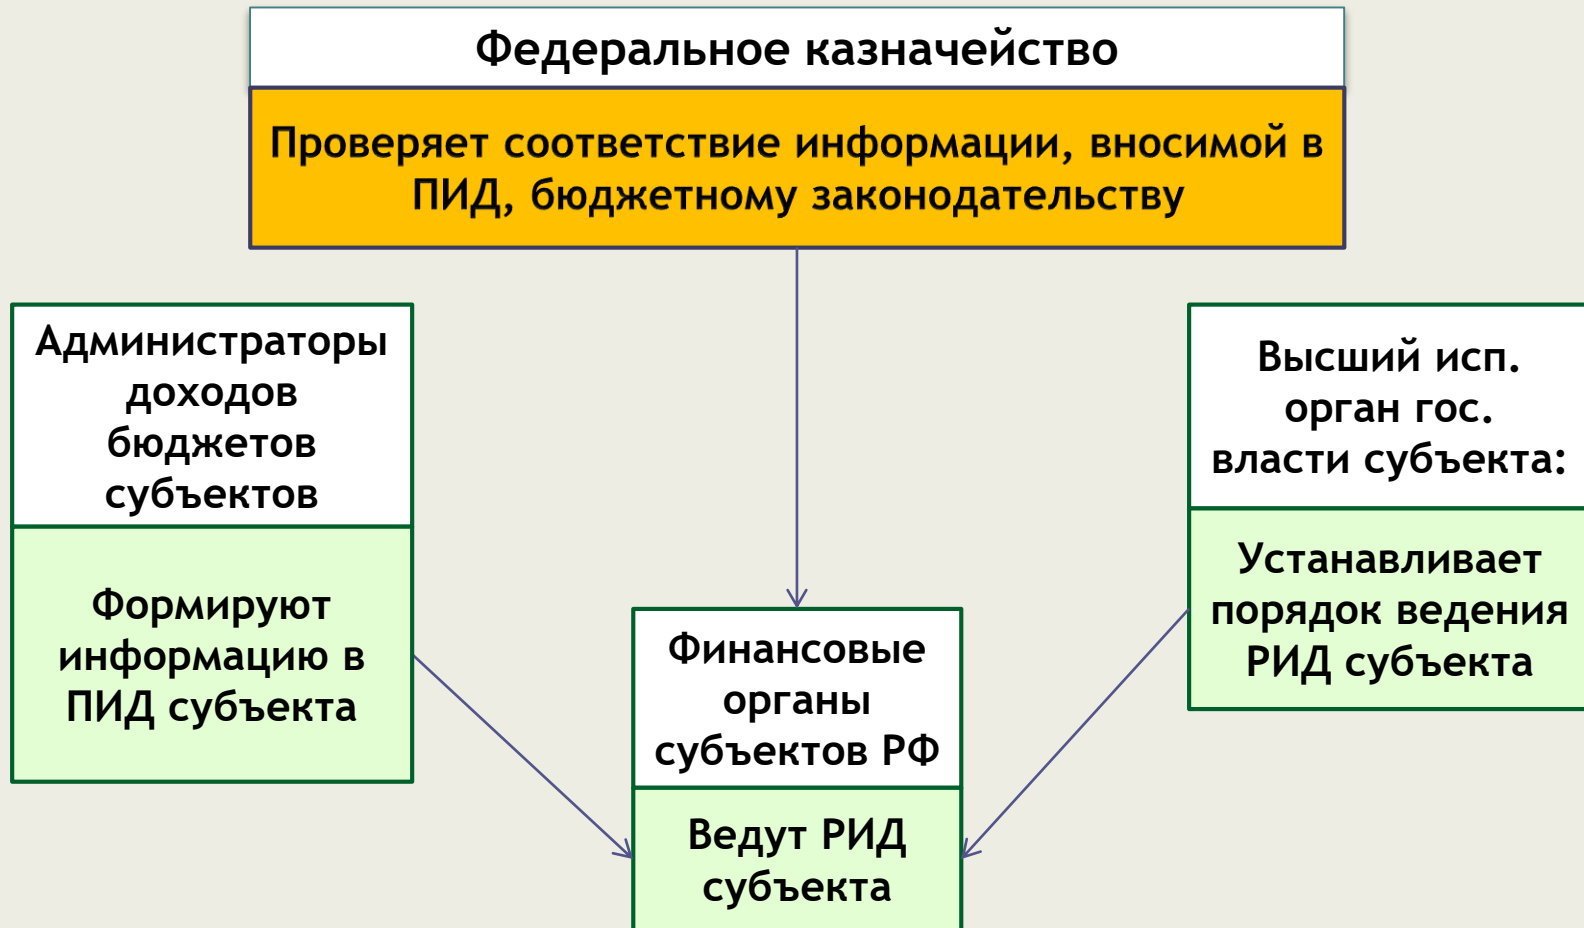 Федеральное казначейство
Проверяет соответствие информации, вносимой в
ПИД, бюджетному законодательству
Администраторы
доходов
бюджетов
субъектов
Формируют
информацию в
ПИД субъекта
Высший исп.
орган гос.
власти субъекта:
Устанавливает
порядок ведения
РИД субъекта
Финансовые
органы
субъектов РФ
Ведут РИД
субъекта